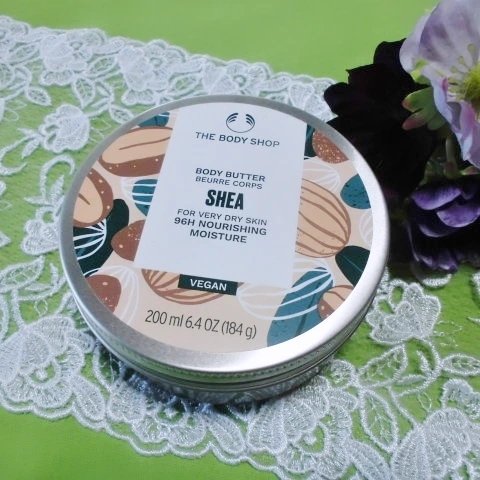 THE BODY SHOP
BODY BUTTER
BEURRE CORPS
SHEA
FOR VERY DRY SKIN
96H NOURISHING
MOISTURE
VEGAN
200 ml 6.4 OZ (184 g)